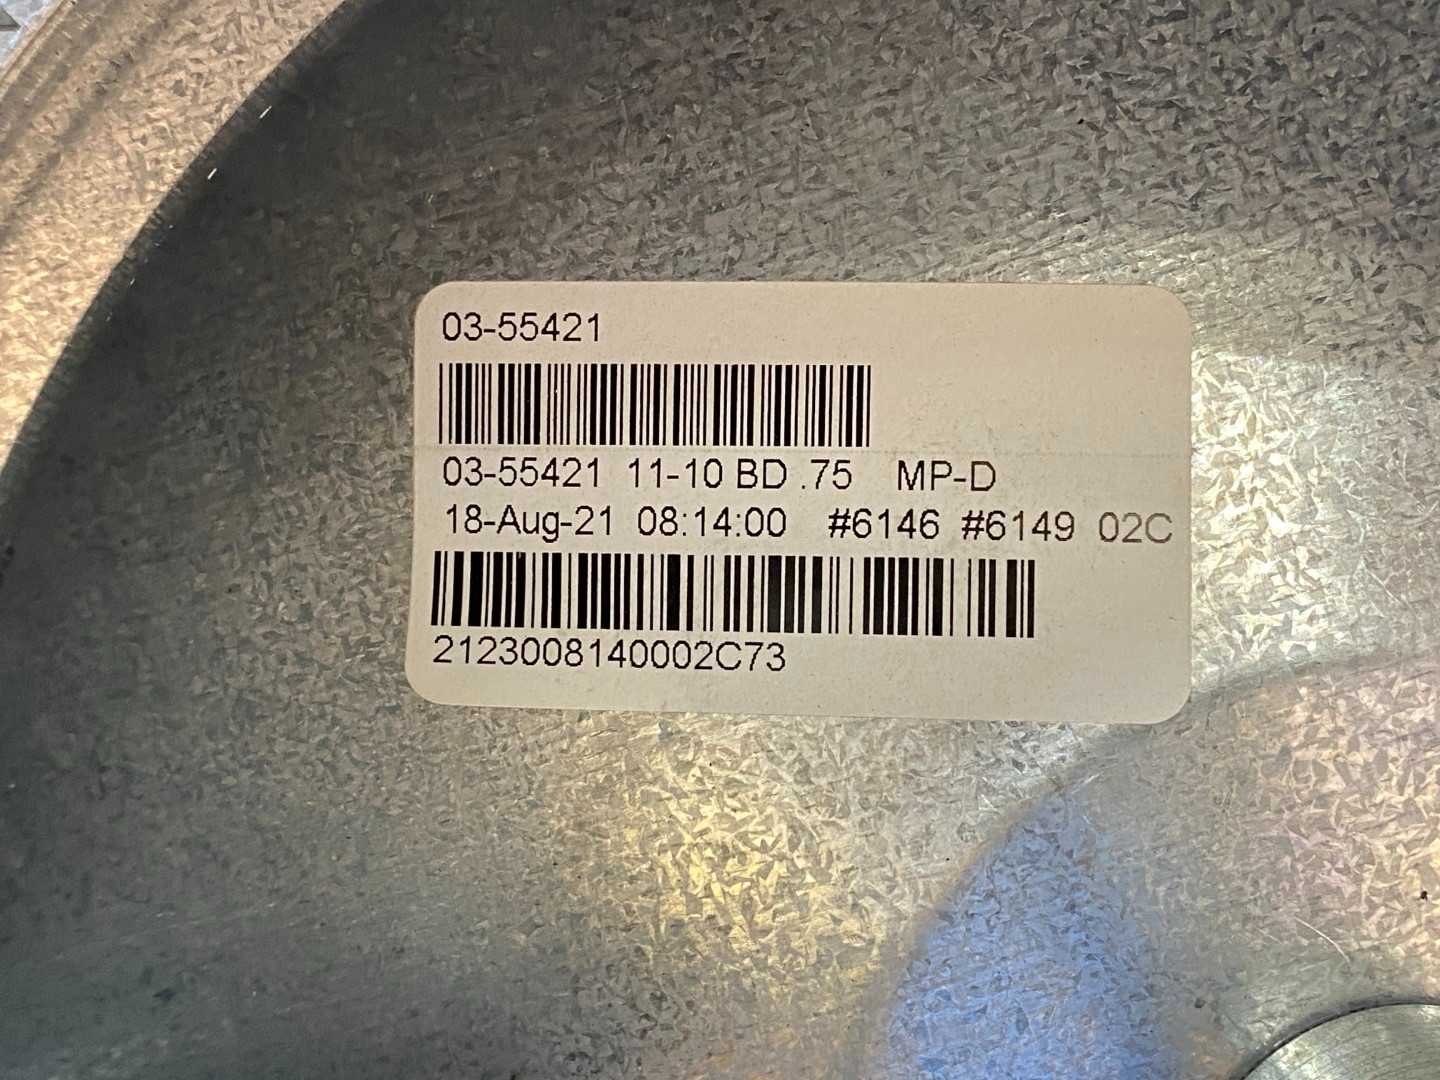 03-55421
03-55421 11-10 BD .75 MP-D
18-Aug-21 08:14:00 #6146 #6149 02C
2123008140002C73